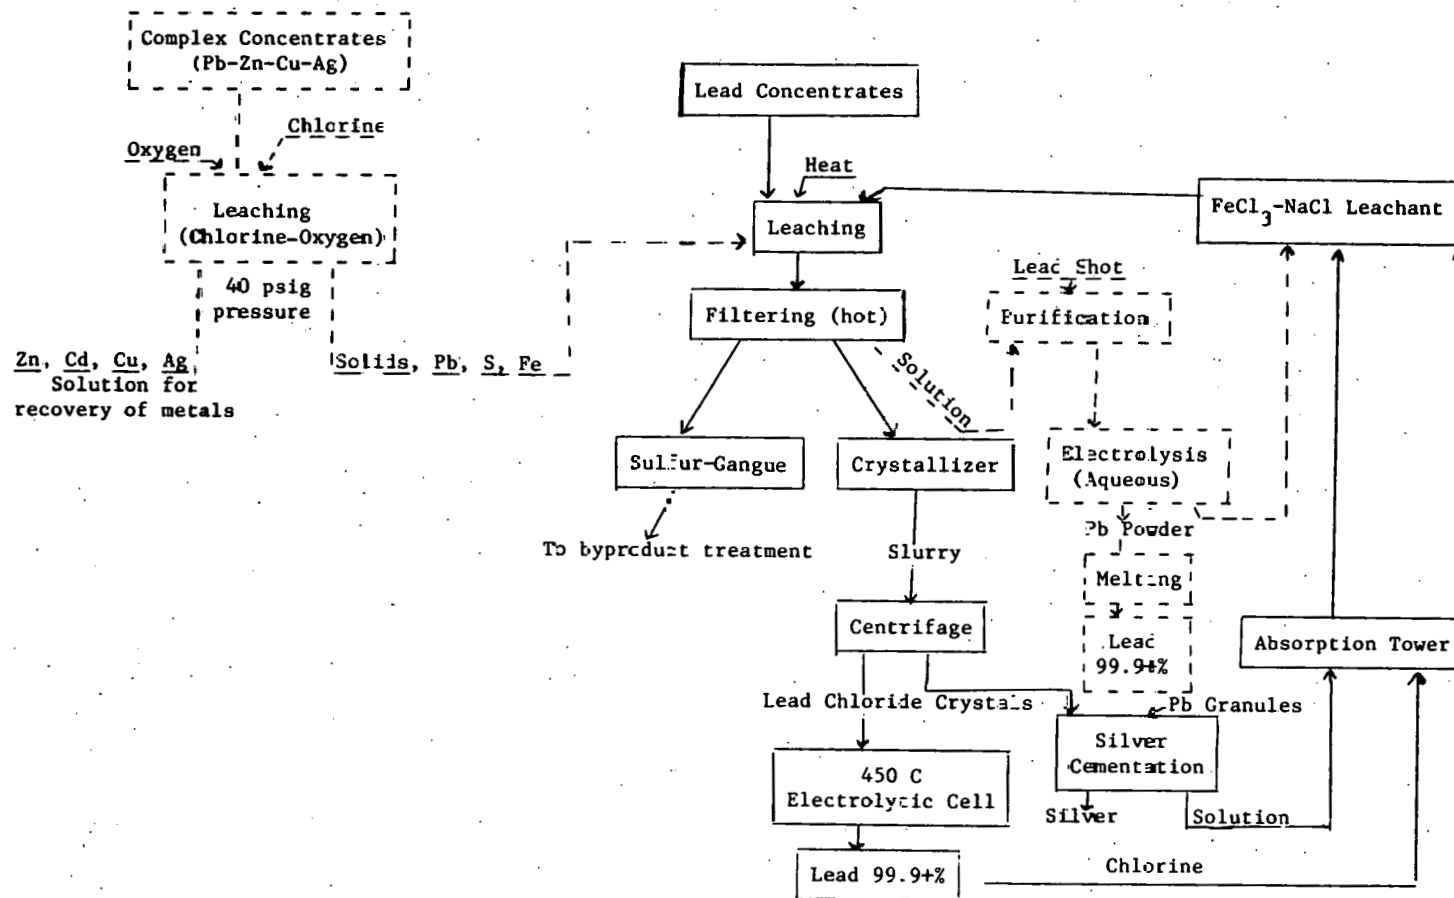 Complex Concentrates
(Pb-Zn-Cu-Ag)
Chlorine
Oxygen
Leaching
(Chlorine-Oxygen)
40 psig
pressure
Zn, Cd, Cu, Ag
Solution for
recovery of metals
Solids, Pb, S, Fe
Lead Concentrates
Heat
Leaching
FeCl3-NaCl Leachant
Filtering (hot)
Solution
Lead Shot
Purification
Sulfur-Gangue
Crystallizer
Electrolysis
(Aqueous)
To byproduct treatment
Slurry
Pb Powder
Melting
Centrifage
Lead
99.9+%
Absorption Tower
Lead Chloride Crystals
Pb Granules
Silver
Cementation
450 C
Electrolytic Cell
Silver
Solution
Lead 99.9+%
Chlorine